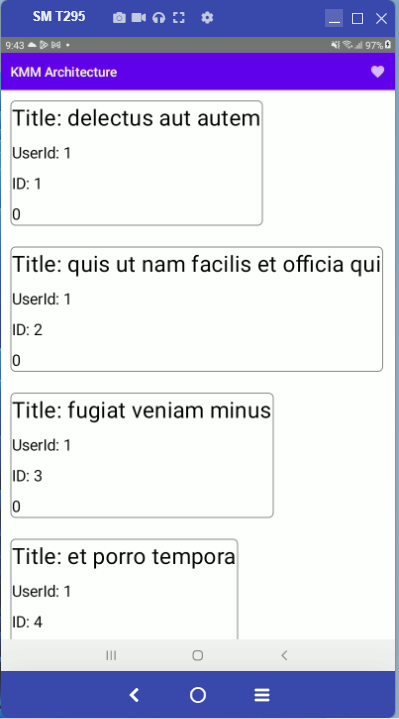 SM T295
9:43
97%
KMM Architecture
Title: delectus aut autem
UserId: 1
ID: 1
0
Title: quis ut nam facilis et officia qui
UserId: 1
ID: 2
0
Title: fugiat veniam minus
UserId: 1
ID: 3
0
Title: et porro tempora
UserId: 1
ID: 4